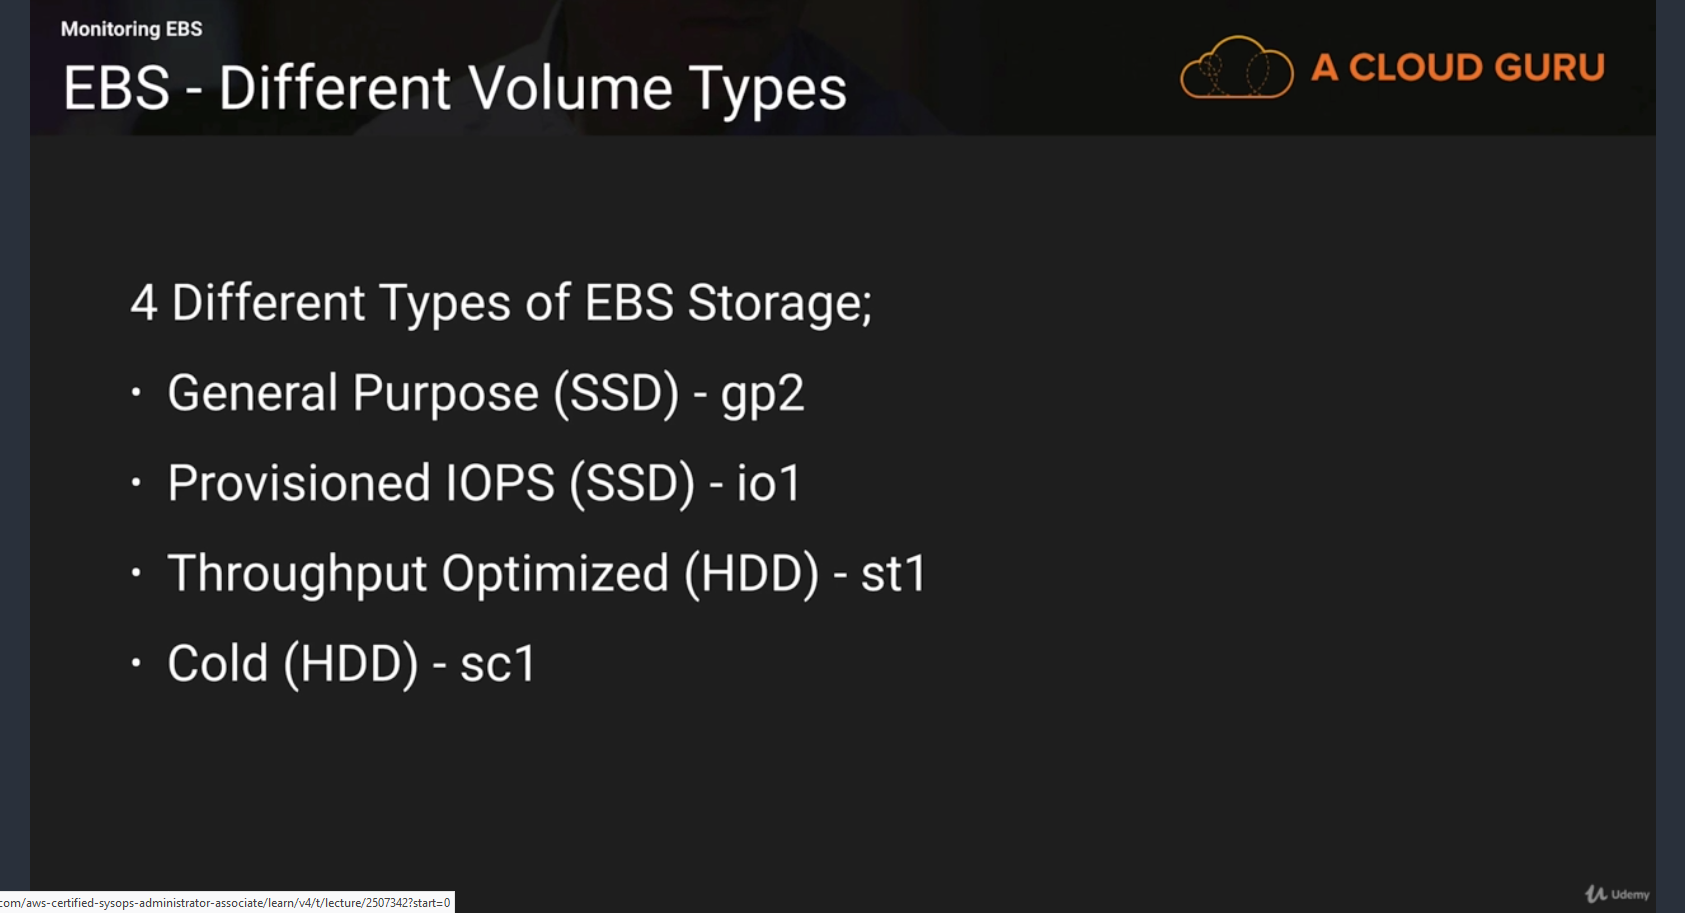 Monitoring EBS
EBS - Different Volume Types
A CLOUD GURU
4 Different Types of EBS Storage;
• General Purpose (SSD) - gp2
• Provisioned IOPS (SSD) - io1
• Throughput Optimized (HDD) - st1
• Cold (HDD) - sc1
Udemy
com/aws-certified-sysops-administrator-associate/learn/v4/t/lecture/2507342?start=0